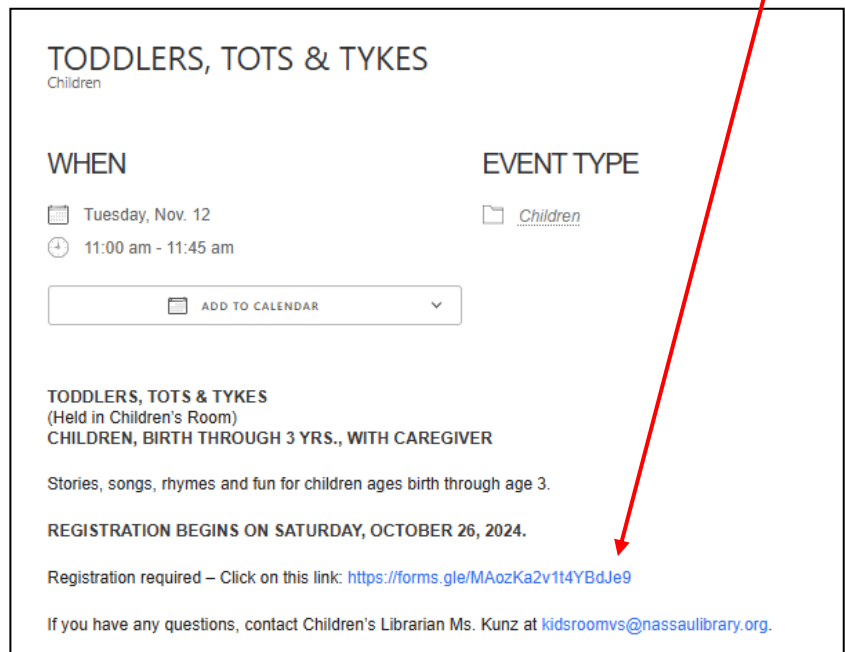 TODDLERS, TOTS & TYKES
Children
WHEN
Tuesday, Nov. 12
11:00 am - 11:45 am
ADD TO CALENDAR
EVENT TYPE
Children
TODDLERS, TOTS & TYKES
(Held in Children's Room)
CHILDREN, BIRTH THROUGH 3 YRS., WITH CAREGIVER
Stories, songs, rhymes and fun for children ages birth through age 3.
REGISTRATION BEGINS ON SATURDAY, OCTOBER 26, 2024.
Registration required – Click on this link: https://forms.gle/MAozKa2v1t4YBdJe9
If you have any questions, contact Children's Librarian Ms. Kunz at kidsroomvs@nassaulibrary.org.